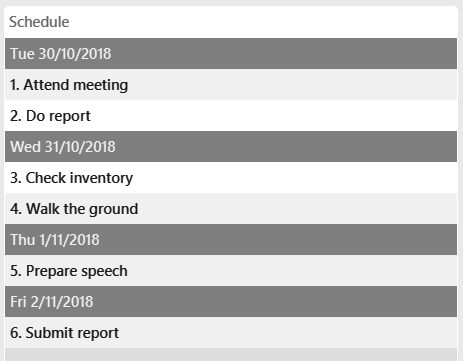 Schedule
Tue 30/10/2018
1. Attend meeting
2. Do report
Wed 31/10/2018
3. Check inventory
4. Walk the ground
Thu 1/11/2018
5. Prepare speech
Fri 2/11/2018
6. Submit report